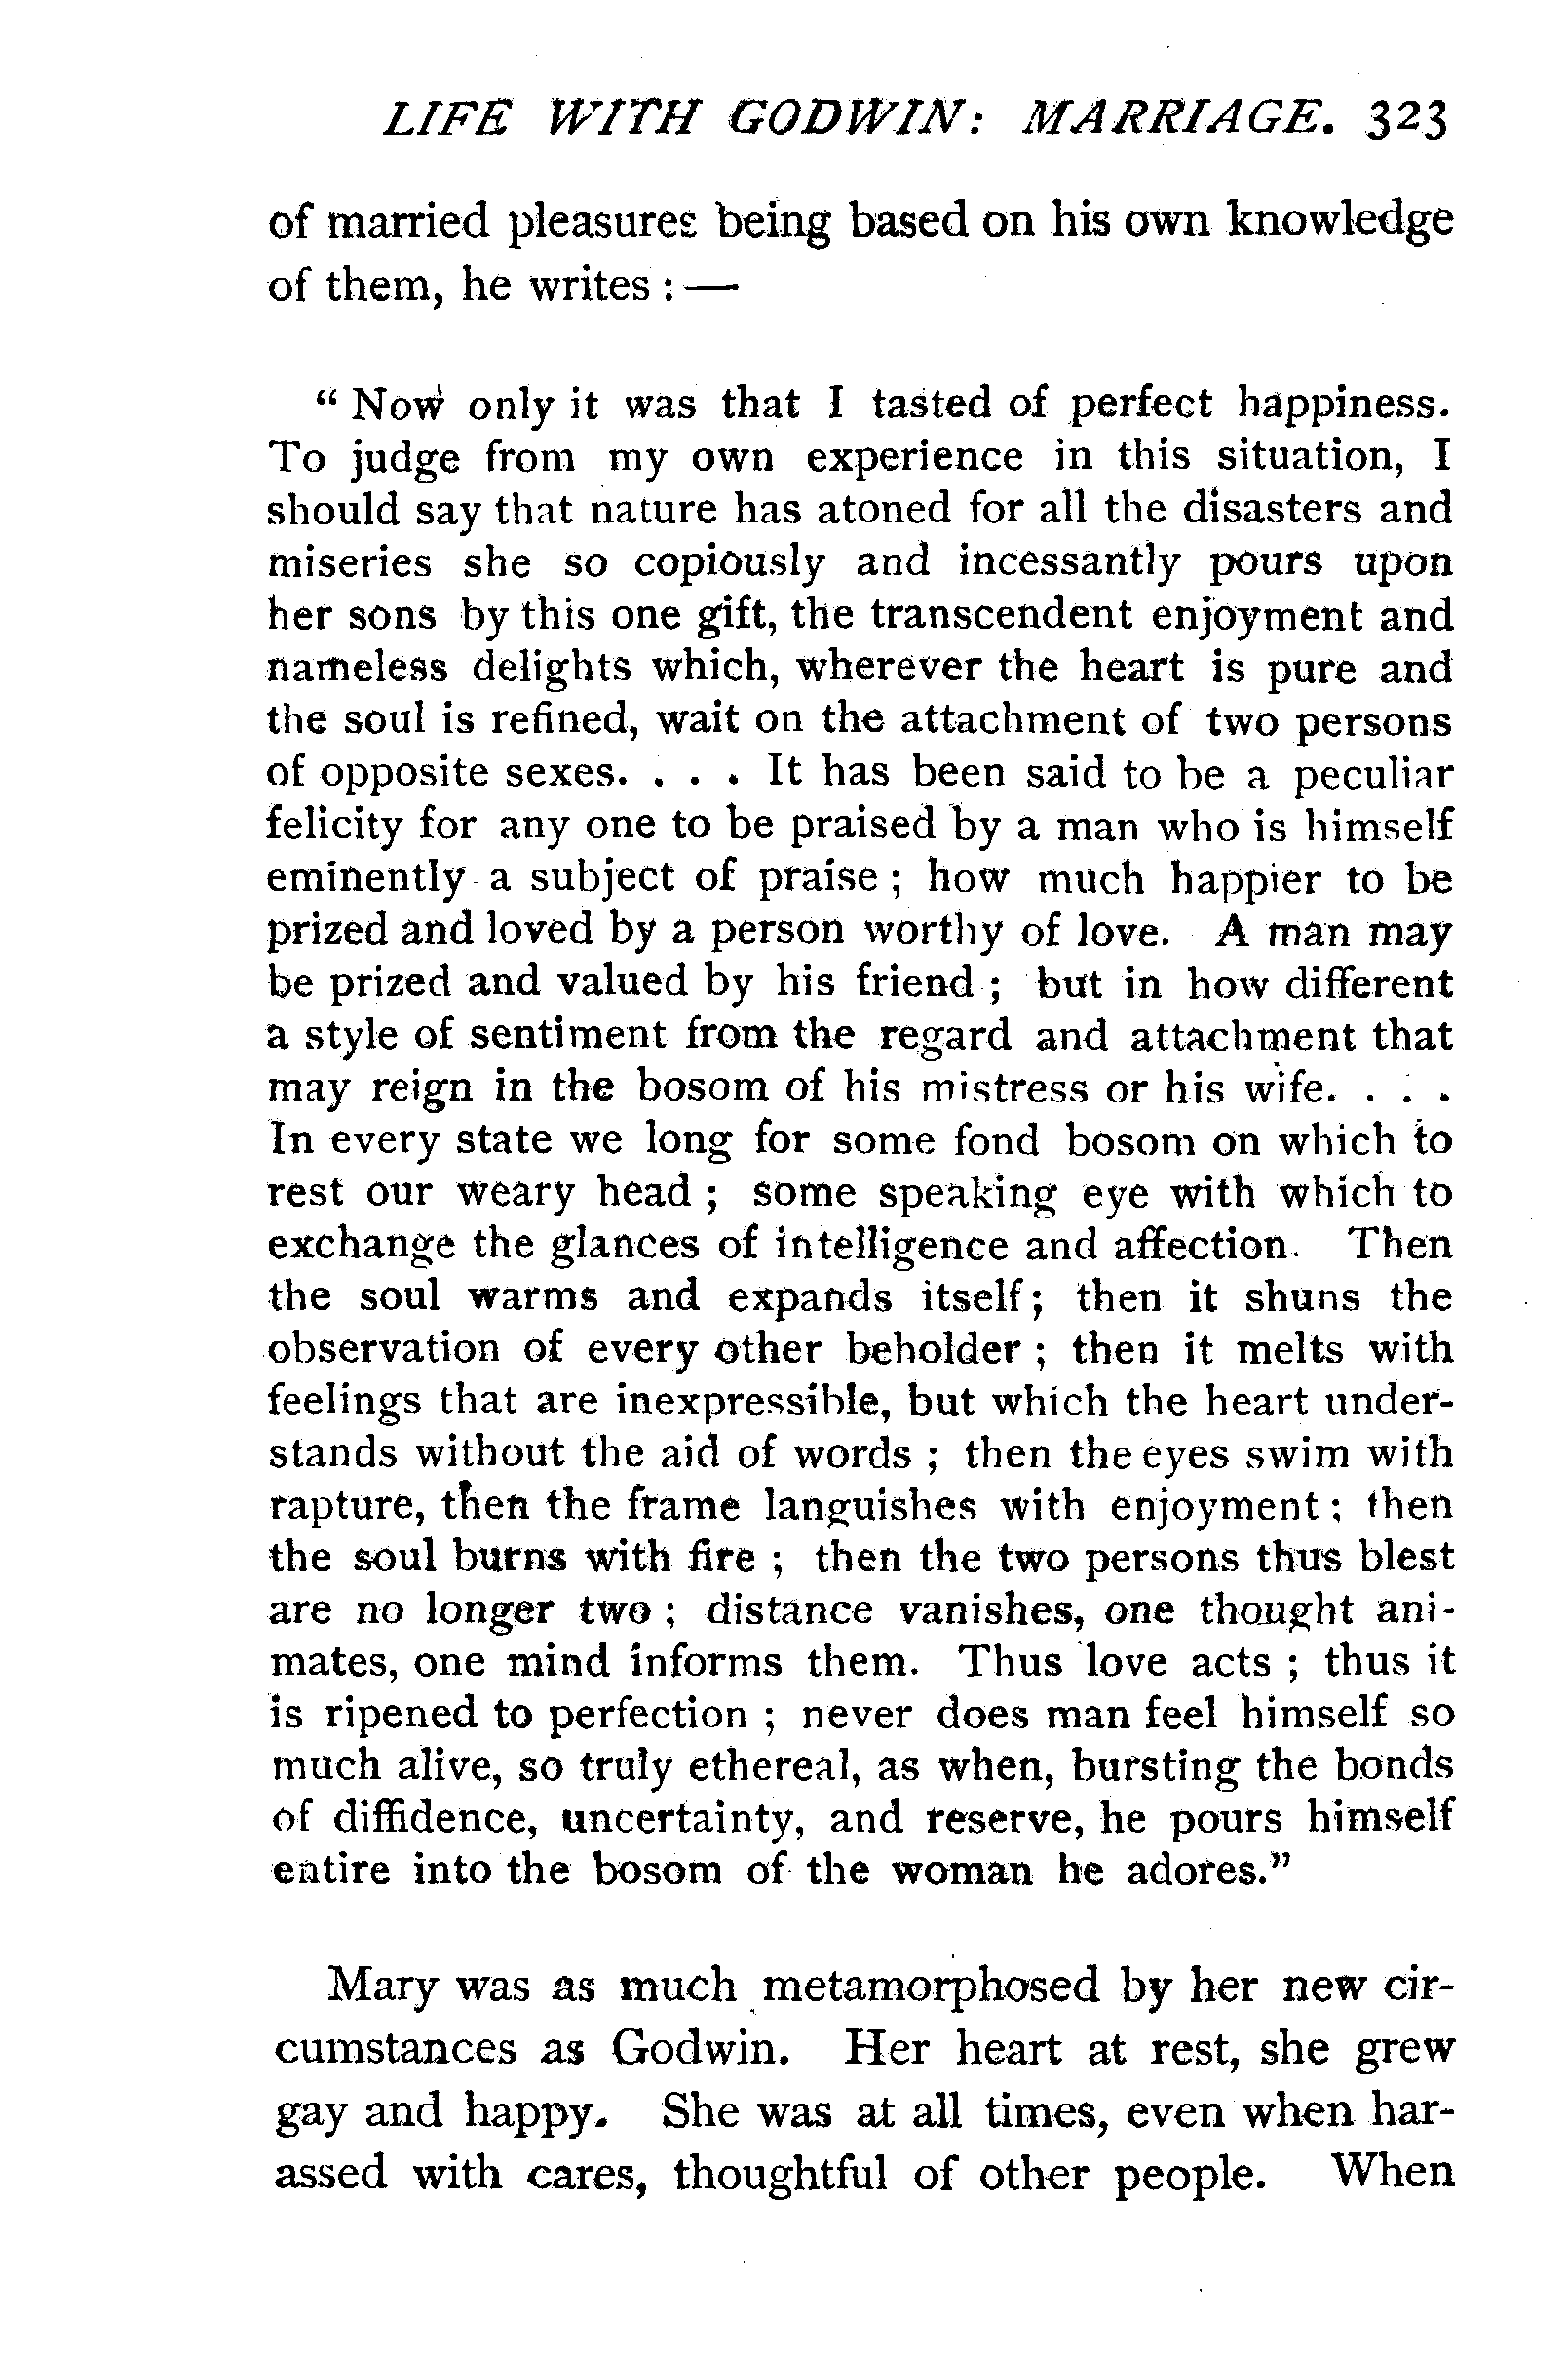 LIFE WITH GODWIN: MARRIAGE. 323
of married pleasures being based on his own knowledge
of them, he writes :—
“ Now only it was that I tasted of perfect happiness.
To judge from my own experience in this situation, I
should say that nature has atoned for all the disasters and
miseries she so copiously and incessantly pours upon
her sons by this one gift, the transcendent enjoyment and
nameless delights which, wherever the heart is pure and
the soul is refined, wait on the attachment of two persons
of opposite sexes. . . . It has been said to be a peculiar
felicity for any one to be praised by a man who is himself
eminently a subject of praise ; how much happier to be
prized and loved by a person worthy of love. A man may
be prized and valued by his friend ; but in how different
a style of sentiment from the regard and attachment that
may reign in the bosom of his mistress or his wife. . . .
In every state we long for some fond bosom on which to
rest our weary head ; some speaking eye with which to
exchange the glances of intelligence and affection. Then
the soul warms and expands itself; then it shuns the
observation of every other beholder ; then it melts with
feelings that are inexpressible, but which the heart under-
stands without the aid of words ; then the eyes swim with
rapture, then the frame languishes with enjoyment ; then
the soul burns with fire ; then the two persons thus blest
are no longer two ; distance vanishes, one thought ani-
mates, one mind informs them. Thus love acts ; thus it
is ripened to perfection ; never does man feel himself so
much alive, so truly ethereal, as when, bursting the bonds
of diffidence, uncertainty, and reserve, he pours himself
entire into the bosom of the woman he adores.”
Mary was as much metamorphosed by her new cir-
cumstances as Godwin. Her heart at rest, she grew
gay and happy. She was at all times, even when har-
assed with cares, thoughtful of other people. When